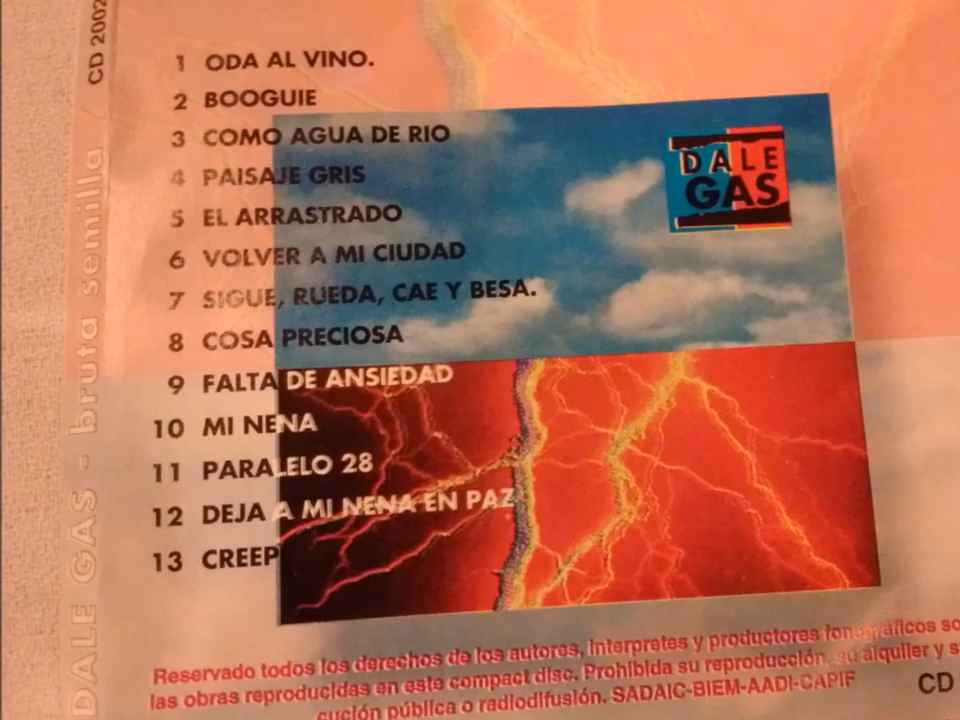 1 ODA AL VINO.
2 BOOGUIE
3 COMO AGUA DE RIO
4 PAISAJE GRIS
5 EL ARRASTRADO
6 VOLVER A MI CIUDAD
7 SIGUE, RUEDA, CAE Y BESA.
8 COSA PRECIOSA
9 FALTA DE ANSIEDAD
10 MI NENA
11 PARALELO 28
12 DEJA A MI NENA EN PAZ
13 CREEP
DALE
GAS
DALE GAS - bruta semilla / CD 2002
Reservado todos los derechos de los autores, interpretes y productores fonográficos so
las obras reproducidas en este compact disc. Prohibida su reproducción, su alquiler y s
cución pública o radiodifusión. SADAIC-BIEM-AADI-CAPIF
CD